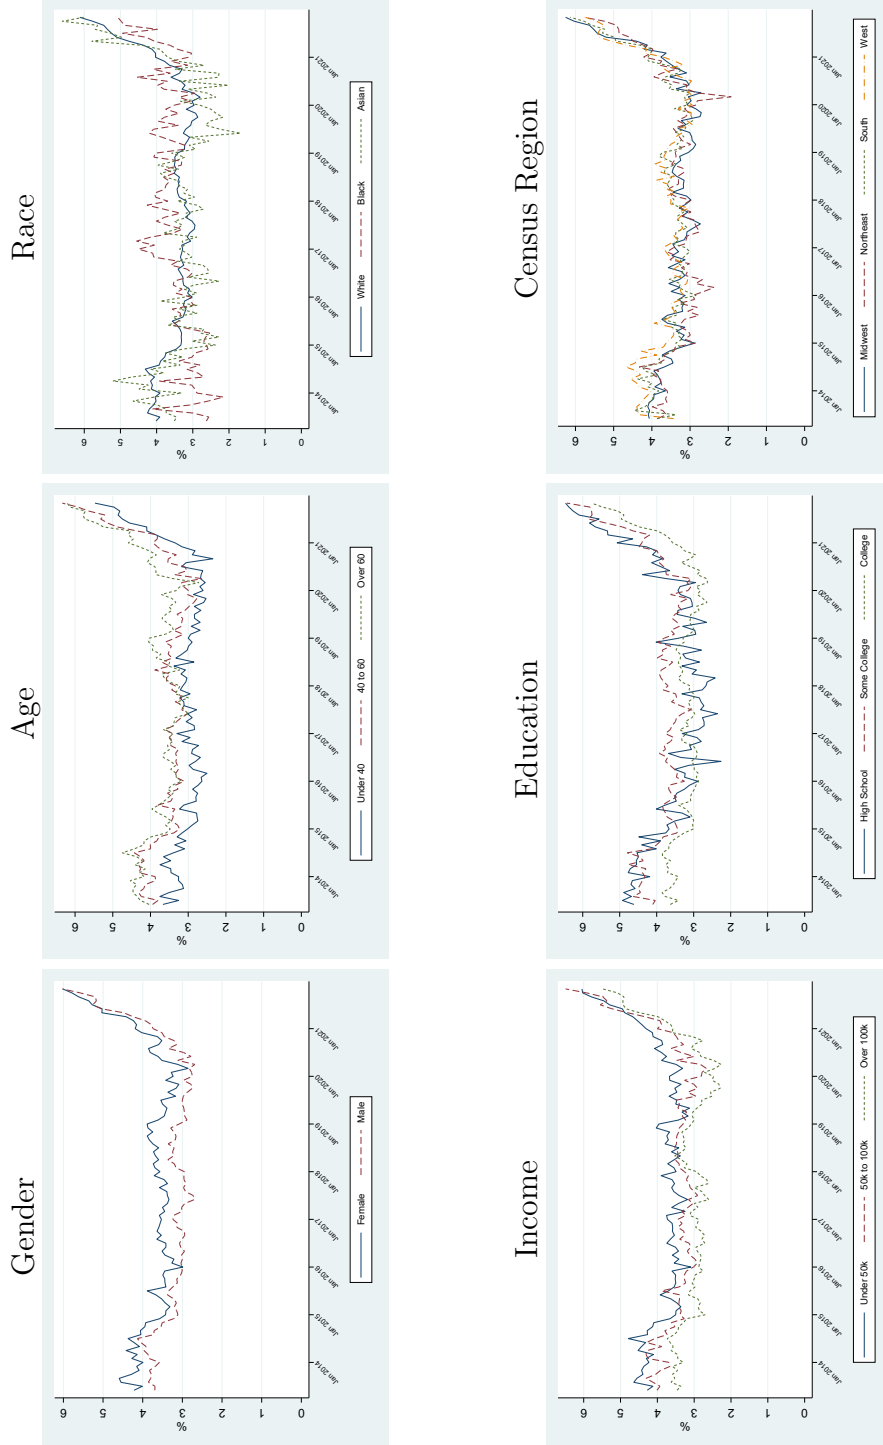 Gender
6
5
4
3
2
1
0
%
Jan 2014
Jan 2015
Jan 2016
Jan 2017
Jan 2018
Jan 2019
Jan 2020
Jan 2021
Female Male
Age
6
5
4
3
2
1
0
%
Jan 2014
Jan 2015
Jan 2016
Jan 2017
Jan 2018
Jan 2019
Jan 2020
Jan 2021
Under 40 40 to 60 Over 60
Race
6
5
4
3
2
1
0
%
Jan 2014
Jan 2015
Jan 2016
Jan 2017
Jan 2018
Jan 2019
Jan 2020
Jan 2021
White Black Asian
Income
6
5
4
3
2
1
0
%
Jan 2014
Jan 2015
Jan 2016
Jan 2017
Jan 2018
Jan 2019
Jan 2020
Jan 2021
Under 50k 50k to 100k Over 100k
Education
6
5
4
3
2
1
0
%
Jan 2014
Jan 2015
Jan 2016
Jan 2017
Jan 2018
Jan 2019
Jan 2020
Jan 2021
High School Some College College
Census Region
6
5
4
3
2
1
0
%
Jan 2014
Jan 2015
Jan 2016
Jan 2017
Jan 2018
Jan 2019
Jan 2020
Jan 2021
Midwest Northeast South West